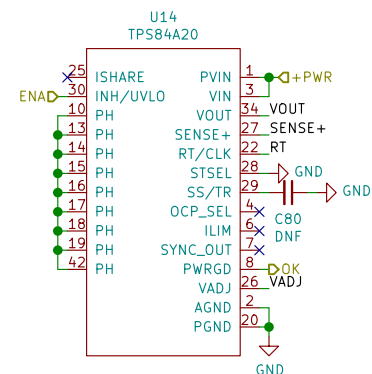 U14
TPS84A20
25 ISHARE PVIN 1 +PWR
ENA 30 INH/UVLO VIN 3
10 PH VOUT 34 VOUT
13 PH SENSE+ 27 SENSE+
14 PH RT/CLK 22 RT
15 PH STSEL 28 GND
16 PH SS/TR 29 GND
17 PH OCP_SEL 4 C80
18 PH ILIM 6 DNF
19 PH SYNC_OUT 7
42 PH PWRGD 8 OK
VADJ 26 VADJ
AGND 2
PGND 20
GND